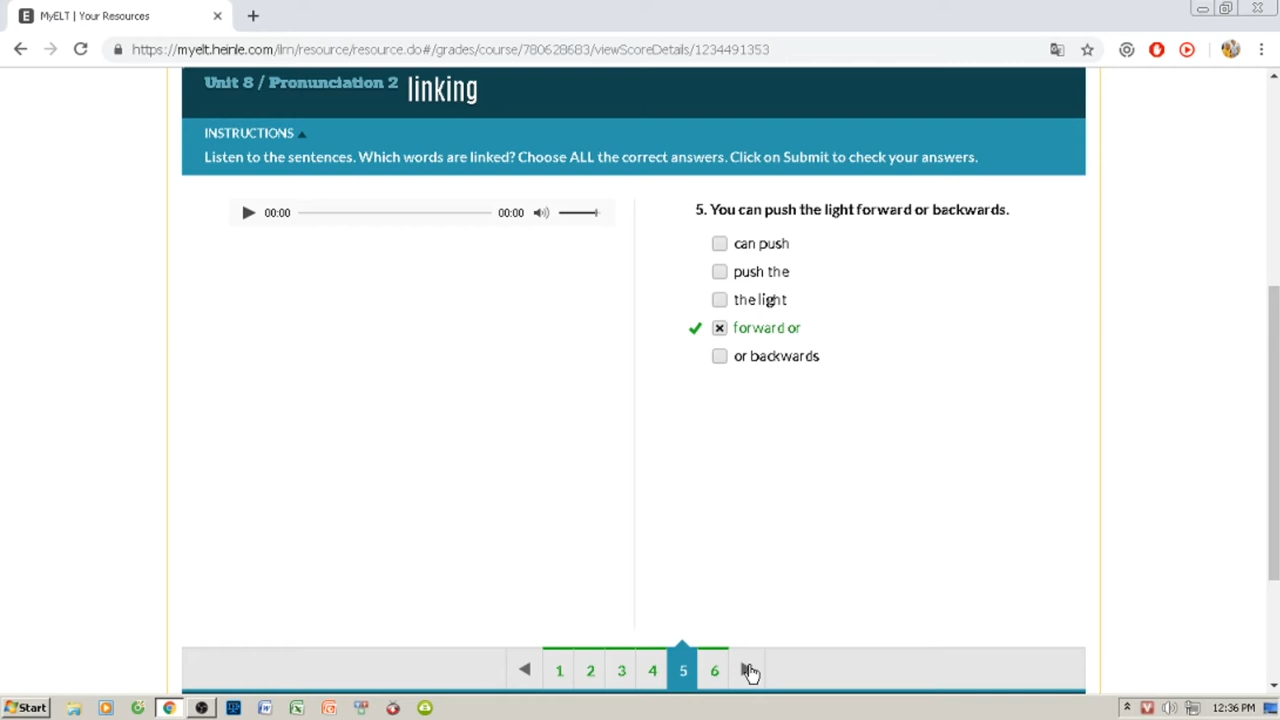 MyELT | Your Resources
https://myelt.heinle.com/ilrn/resource/resource.do#/grades/course/780628683/viewScoreDetails/1234491353
Unit 8 / Pronunciation 2 linking
INSTRUCTIONS
Listen to the sentences. Which words are linked? Choose ALL the correct answers. Click on Submit to check your answers.
00:00 00:00
5. You can push the light forward or backwards.
can push
push the
the light
forward or
or backwards
1 2 3 4 5 6
Start
12:36 PM